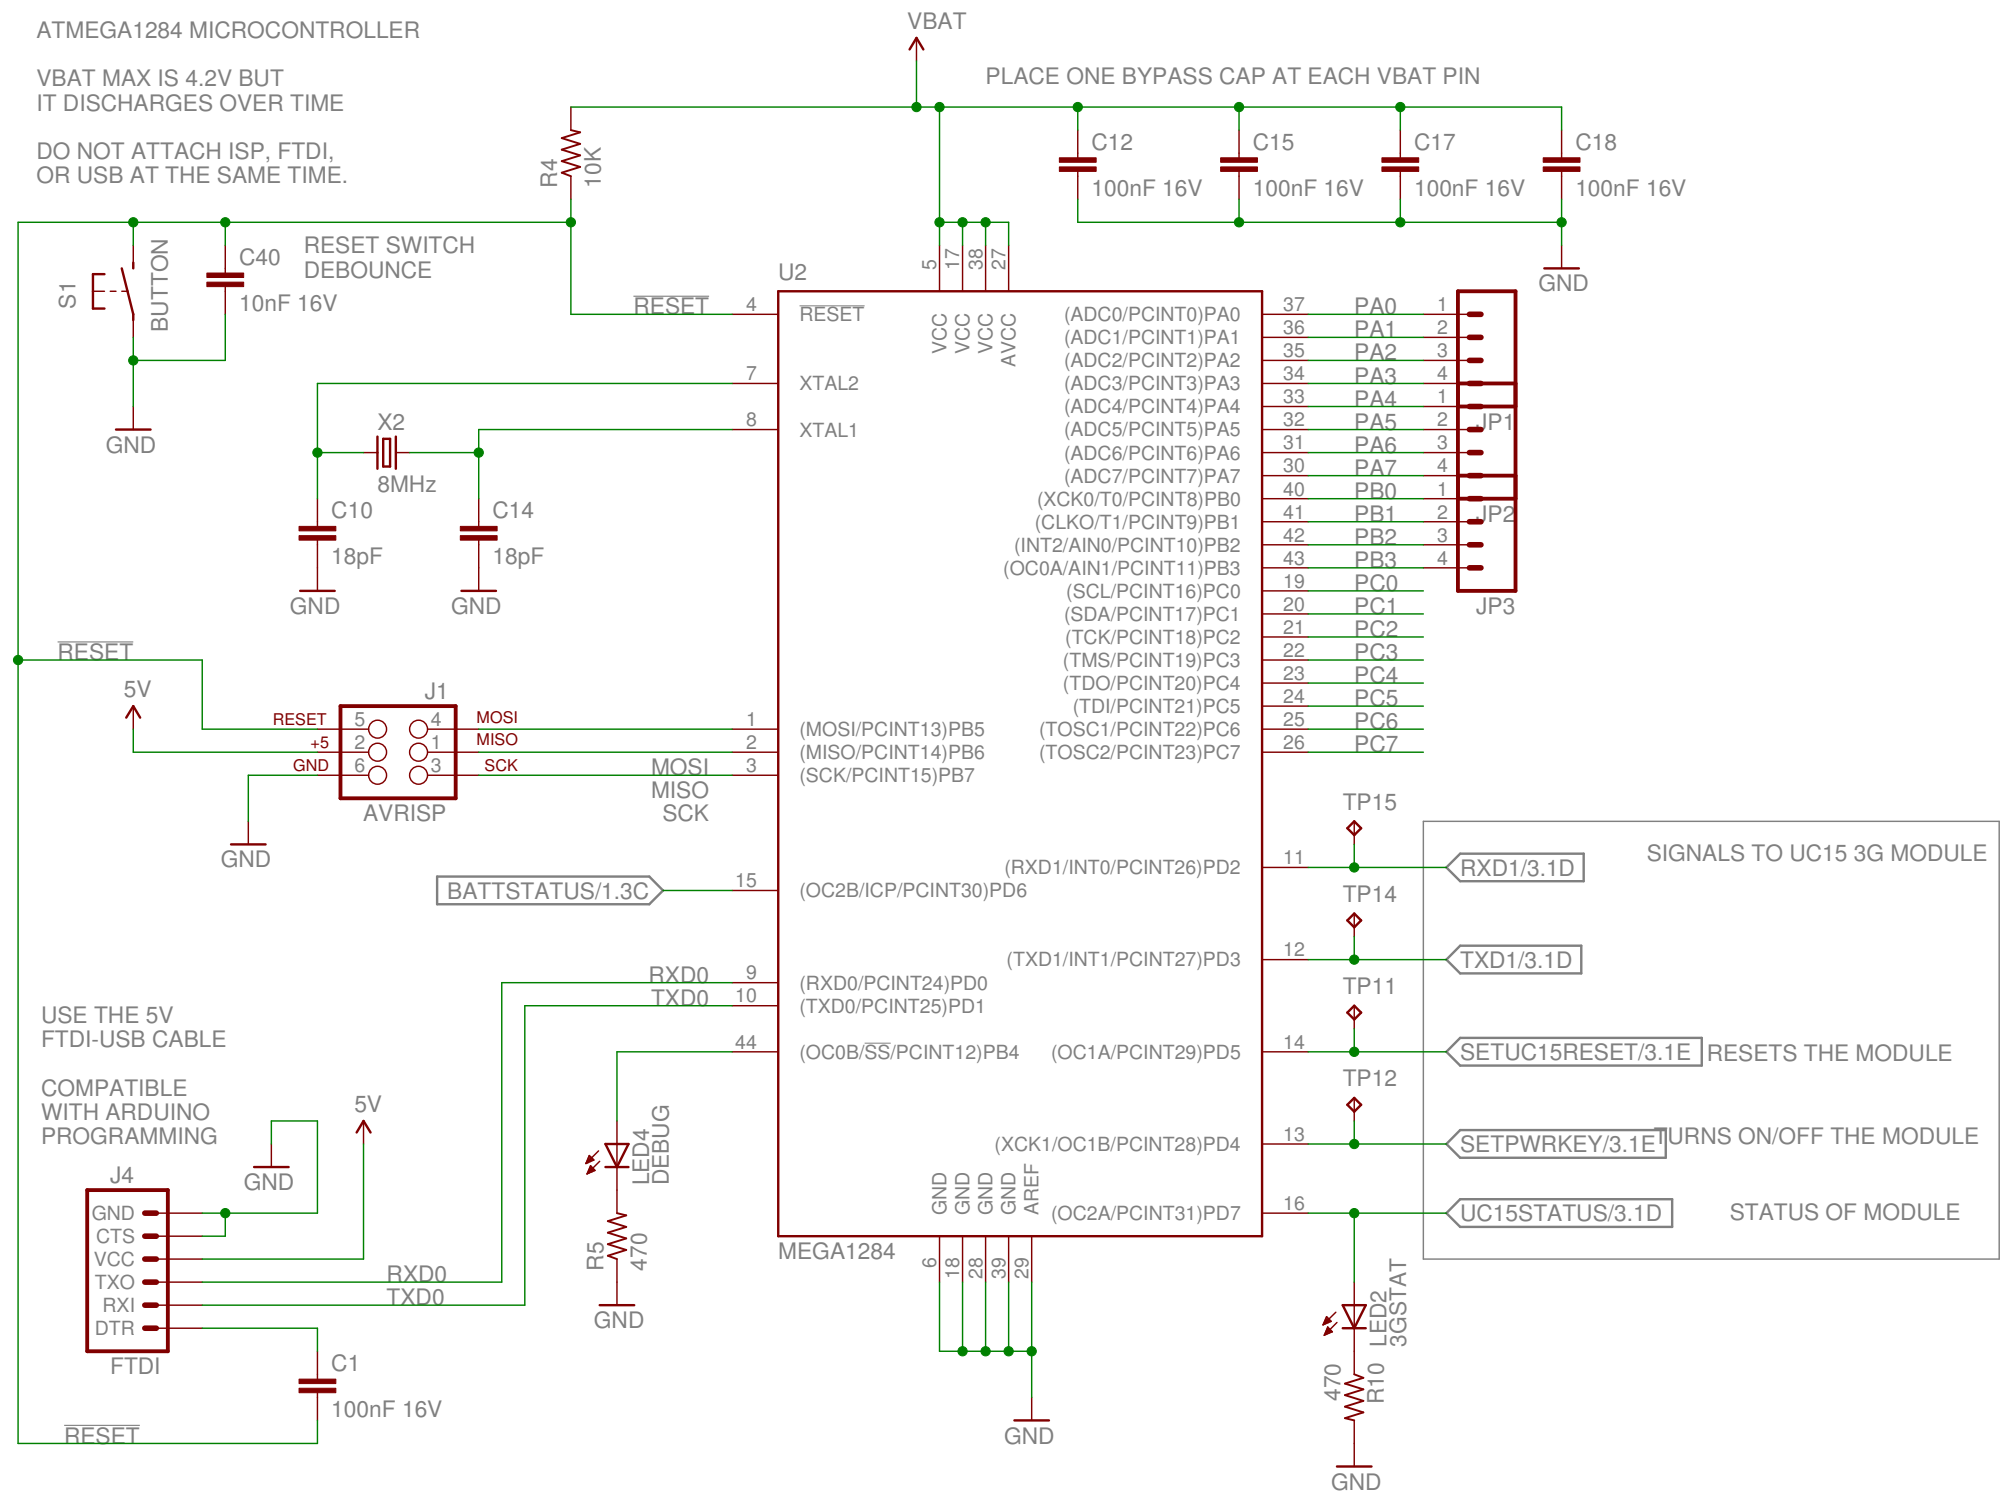 ATMEGA1284 MICROCONTROLLER
VBAT MAX IS 4.2V BUT
IT DISCHARGES OVER TIME
DO NOT ATTACH ISP, FTDI,
OR USB AT THE SAME TIME.
VBAT
PLACE ONE BYPASS CAP AT EACH VBAT PIN
R4
10K
C12
100nF 16V
C15
100nF 16V
C17
100nF 16V
C18
100nF 16V
GND
S1
BUTTON
C40
10nF 16V
RESET SWITCH
DEBOUNCE
GND
U2
5
17
38
27
VCC
VCC
VCC
AVCC
RESET
4
RESET
7
XTAL2
8
XTAL1
X2
8MHz
C10
18pF
C14
18pF
GND
GND
(ADC0/PCINT0)PA0 37 PA0 1
(ADC1/PCINT1)PA1 36 PA1 2
(ADC2/PCINT2)PA2 35 PA2 3
(ADC3/PCINT3)PA3 34 PA3 4
(ADC4/PCINT4)PA4 33 PA4 1
JP1
(ADC5/PCINT5)PA5 32 PA5 2
(ADC6/PCINT6)PA6 31 PA6 3
(ADC7/PCINT7)PA7 30 PA7 4
(XCK0/T0/PCINT8)PB0 40 PB0 1
JP2
(CLKO/T1/PCINT9)PB1 41 PB1 2
(INT2/AIN0/PCINT10)PB2 42 PB2 3
(OC0A/AIN1/PCINT11)PB3 43 PB3 4
JP3
(SCL/PCINT16)PC0 19 PC0
(SDA/PCINT17)PC1 20 PC1
(TCK/PCINT18)PC2 21 PC2
(TMS/PCINT19)PC3 22 PC3
(TDO/PCINT20)PC4 23 PC4
(TDI/PCINT21)PC5 24 PC5
(TOSC1/PCINT22)PC6 25 PC6
(TOSC2/PCINT23)PC7 26 PC7
RESET
5V
J1
RESET 5 4 MOSI
+5 2 1 MISO
GND 6 3 SCK
AVRISP
GND
MOSI
MISO
SCK
1 (MOSI/PCINT13)PB5
2 (MISO/PCINT14)PB6
3 (SCK/PCINT15)PB7
BATTSTATUS/1.3C
15 (OC2B/ICP/PCINT30)PD6
RXD0 9 (RXD0/PCINT24)PD0
TXD0 10 (TXD0/PCINT25)PD1
44 (OC0B/SS/PCINT12)PB4
TP15
(RXD1/INT0/PCINT26)PD2 11 RXD1/3.1D
SIGNALS TO UC15 3G MODULE
TP14
(TXD1/INT1/PCINT27)PD3 12 TXD1/3.1D
TP11
(OC1A/PCINT29)PD5 14 SETUC15RESET/3.1E RESETS THE MODULE
TP12
(XCK1/OC1B/PCINT28)PD4 13 SETPWRKEY/3.1E TURNS ON/OFF THE MODULE
(OC2A/PCINT31)PD7 16 UC15STATUS/3.1D STATUS OF MODULE
GND
GND
GND
GND
AREF
6
18
28
39
29
MEGA1284
GND
LED4
DEBUG
R5
470
GND
LED2
3GSTAT
470
R10
GND
USE THE 5V
FTDI-USB CABLE
COMPATIBLE
WITH ARDUINO
PROGRAMMING
5V
GND
J4
GND
CTS
VCC
TXO
RXI
DTR
FTDI
RXD0
TXD0
C1
100nF 16V
RESET